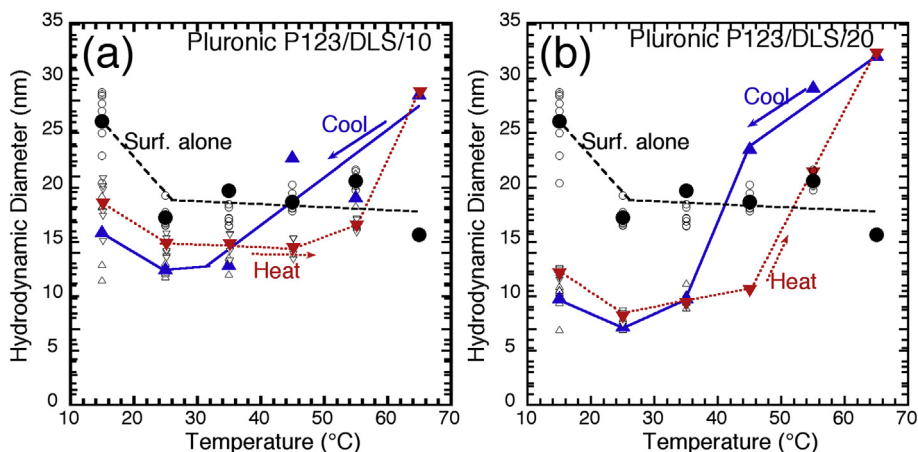 (a)
Pluronic P123/DLS/10
Hydrodynamic Diameter (nm)
35
30
25
20
15
10
5
0
Surf. alone
Cool
Heat
10 20 30 40 50 60 70
Temperature (°C)
(b)
Pluronic P123/DLS/20
Hydrodynamic Diameter (nm)
35
30
25
20
15
10
5
0
Surf. alone
Cool
Heat
10 20 30 40 50 60 70
Temperature (°C)